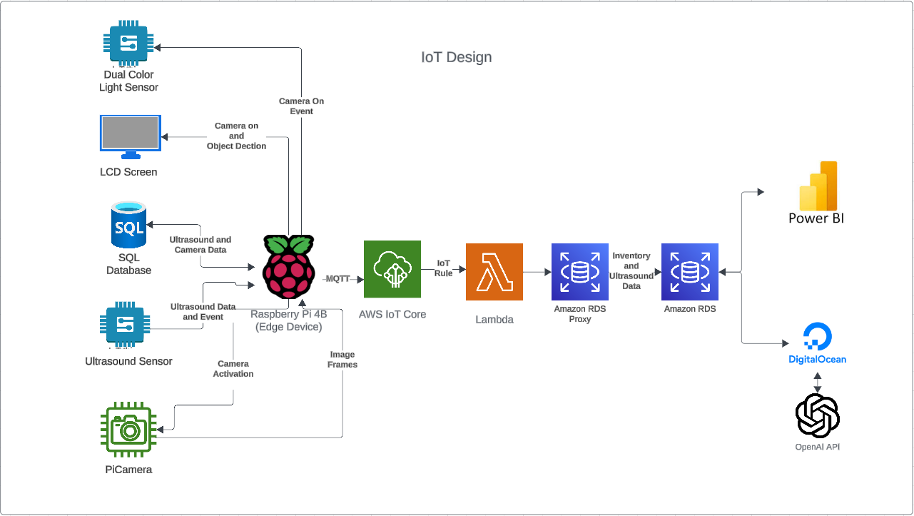 IoT Design
Dual Color
Light Sensor
Camera On
Event
Camera on
and
Object Dection
LCD Screen
SQL
SQL
Database
Ultrasound and
Camera Data
Power BI
MQTT
IoT
Rule
Inventory
and
Ultrasound
Data
Ultrasound Data
and Event
Raspberry Pi 4B
(Edge Device)
AWS IoT Core
Lambda
Amazon RDS
Proxy
Amazon RDS
Ultrasound Sensor
Camera
Activation
Image
Frames
DigitalOcean
OpenAI API
PiCamera